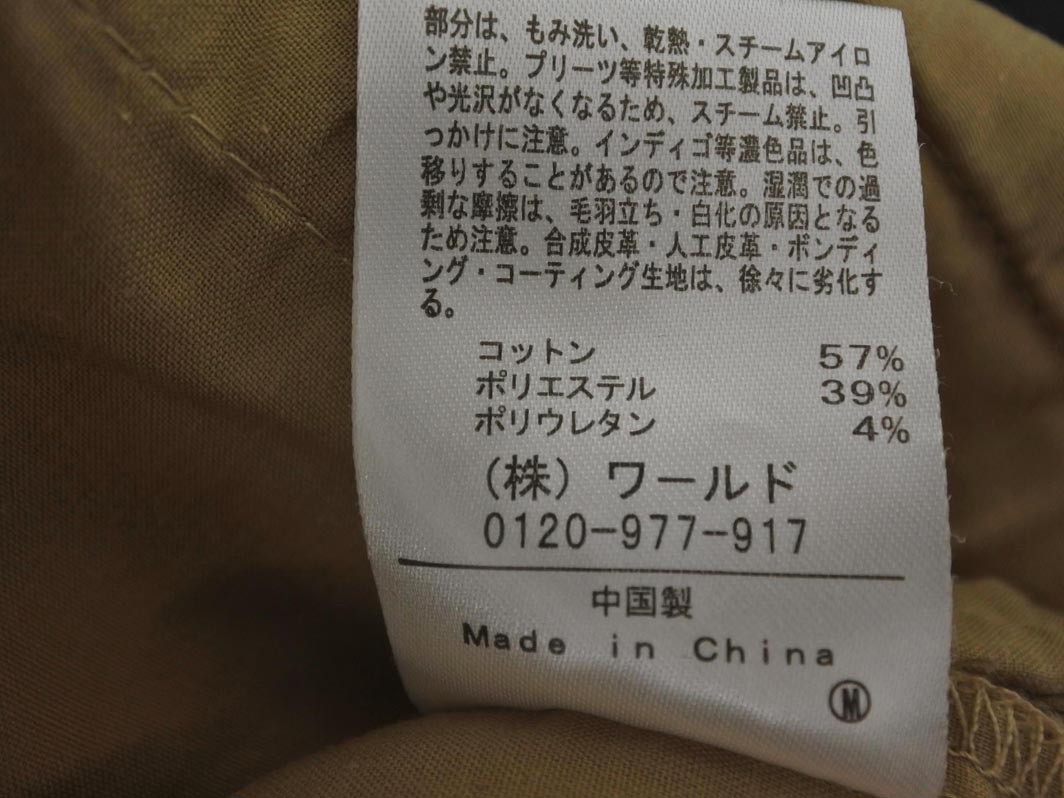 部分は、もみ洗い、乾熱・スチームアイロ
ン禁止。プリーツ等特殊加工製品は、凹凸
や光沢がなくなるため、スチーム禁止。引
っかけに注意。インディゴ等濃色品は、色
移りすることがあるので注意。湿潤での過
剰な摩擦は、毛羽立ち・白化の原因となる
ため注意。合成皮革・人工皮革・ボンディ
ング・コーティング生地は、徐々に劣化す
る。
コットン 57%
ポリエステル 39%
ポリウレタン 4%
(株) ワールド
0120-977-917
中国製
Made in China
M